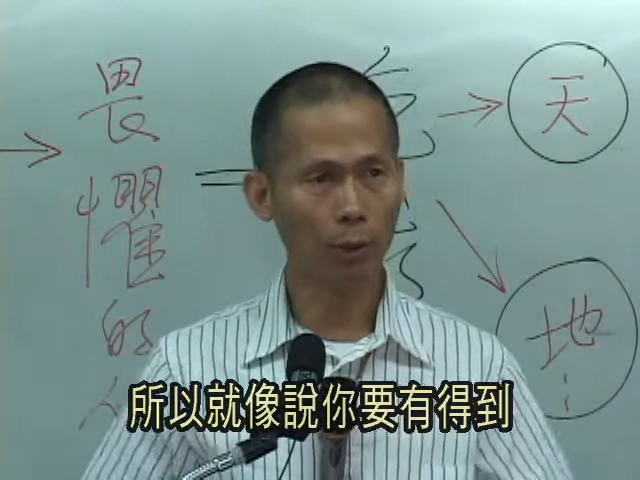 畏懼的人
天
地
所以就像說你要有得到